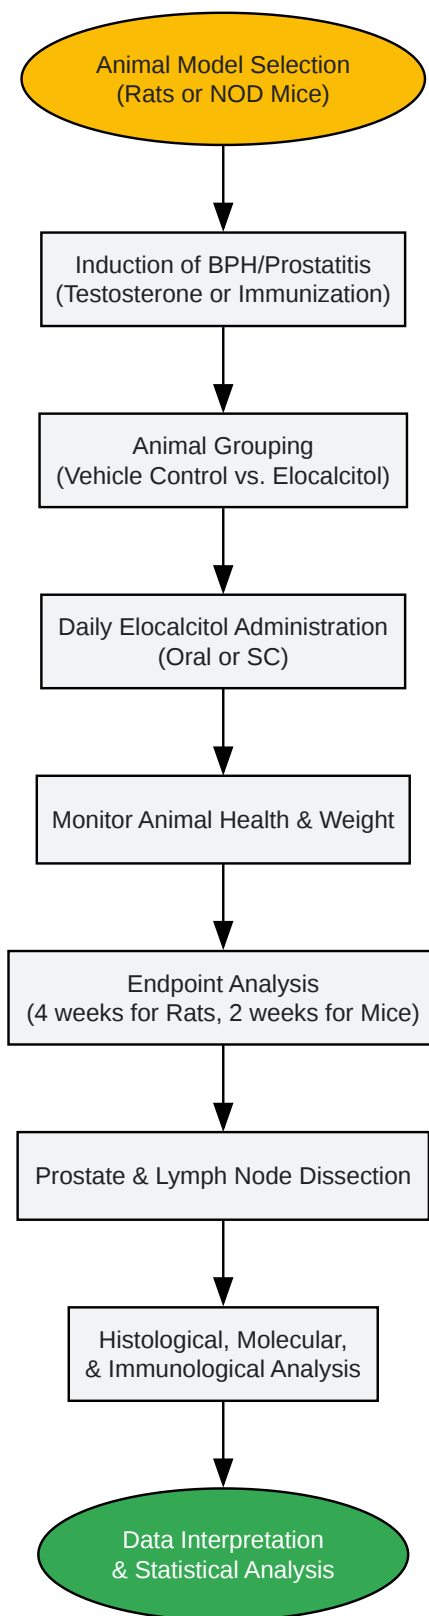 Animal Model Selection
(Rats or NOD Mice)
Induction of BPH/Prostatitis
(Testosterone or Immunization)
Animal Grouping
(Vehicle Control vs. Elocalcitol)
Daily Elocalcitol Administration
(Oral or SC)
Monitor Animal Health & Weight
Endpoint Analysis
(4 weeks for Rats, 2 weeks for Mice)
Prostate & Lymph Node Dissection
Histological, Molecular,
& Immunological Analysis
Data Interpretation
& Statistical Analysis